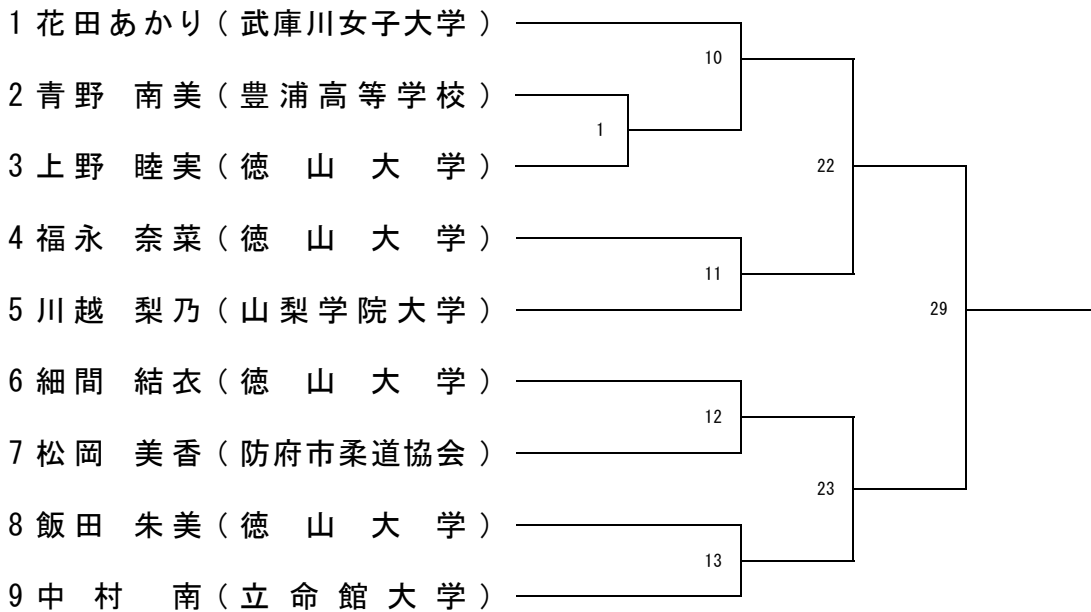 1 花田あかり ( 武庫川女子大学 )
10
2 青野 南美 ( 豊浦高等学校 )
1
3 上野 睦実 ( 徳山大学 )
22
4 福永 奈菜 ( 徳山大学 )
11
5 川越 梨乃 ( 山梨学院大学 )
29
6 細間 結衣 ( 徳山大学 )
12
7 松岡 美香 ( 防府市柔道協会 )
23
8 飯田 朱美 ( 徳山大学 )
13
9 中村 南 ( 立命館大学 )